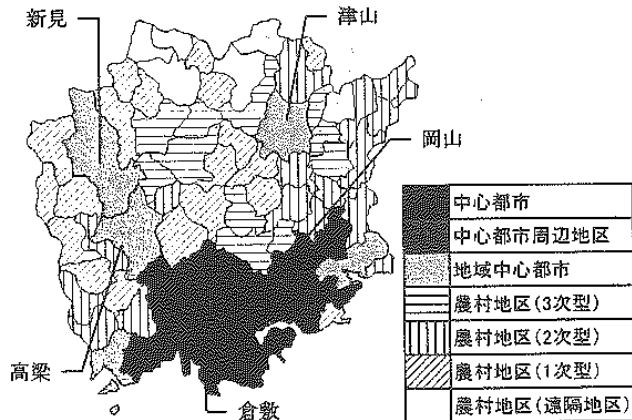 新見
津山
岡山
中心都市
中心都市周辺地区
地域中心都市
農村地区(3次型)
農村地区(2次型)
農村地区(1次型)
農村地区(遠隔地区)
高梁
倉敷